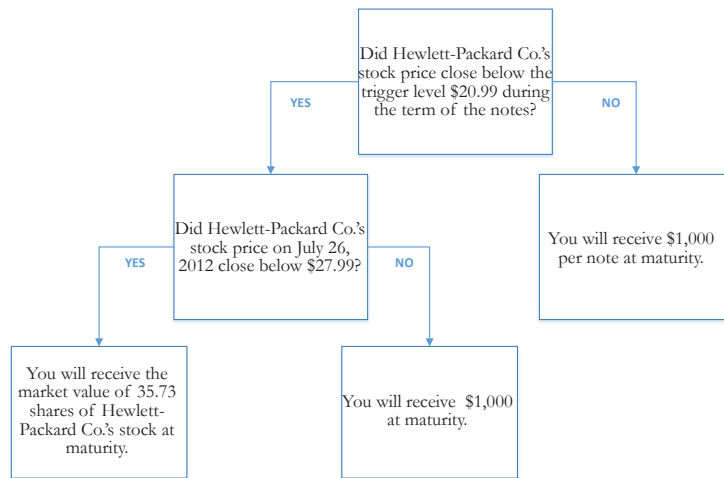 Did Hewlett-Packard Co.'s
stock price close below the
trigger level $20.99 during
the term of the notes?
YES
NO
Did Hewlett-Packard Co.'s
stock price on July 26,
2012 close below $27.99?
You will receive $1,000
per note at maturity.
YES
NO
You will receive the
market value of 35.73
shares of Hewlett-
Packard Co.'s stock at
maturity.
You will receive $1,000
at maturity.